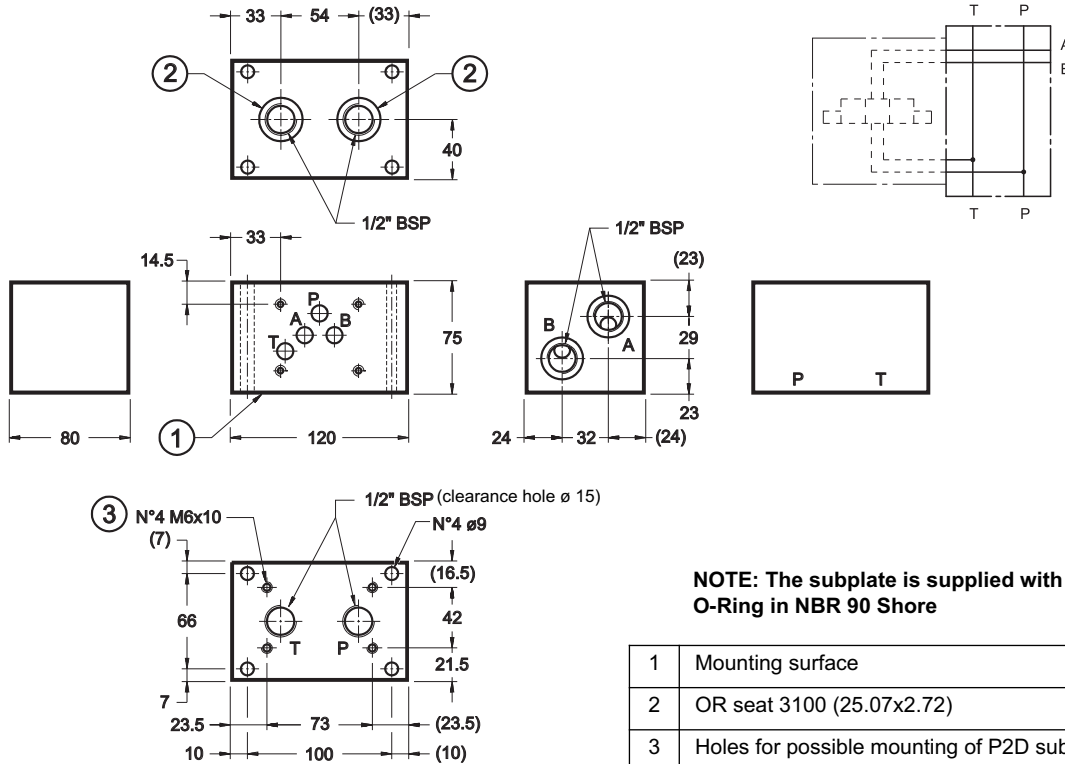 33 54 (33)
2 2
40
1/2" BSP
T P
A
T P
33
14.5
P
A B
T
75
1
80
120
1/2" BSP
(23)
B
A
29
23
24 32 (24)
P T
3 N°4 M6x10
1/2" BSP (clearance hole ø 15)
N°4 ø9
(7)
66
7
(16.5)
42
21.5
T P
23.5 73 (23.5)
10 100 (10)
NOTE: The subplate is supplied with
O-Ring in NBR 90 Shore
1 Mounting surface
2 OR seat 3100 (25.07x2.72)
3 Holes for possible mounting of P2D